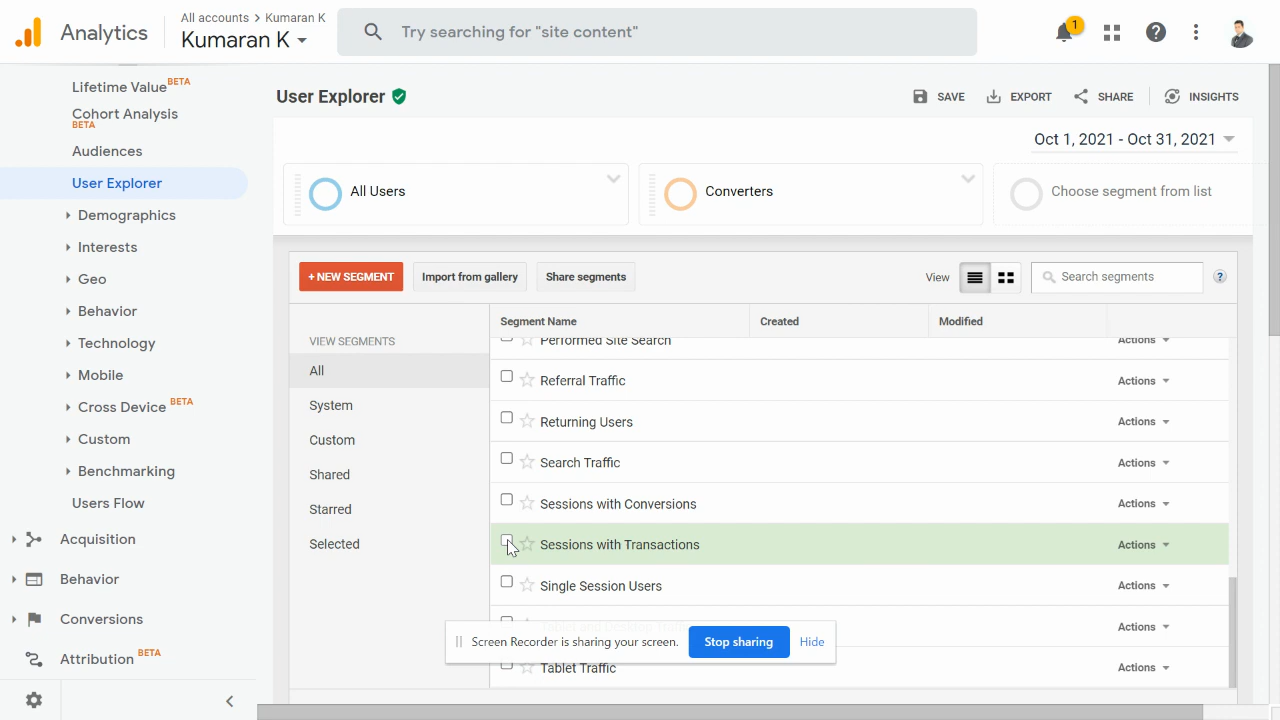 Analytics
All accounts > Kumaran K
Kumaran K
Try searching for "site content"
1
Lifetime Value BETA
Cohort Analysis
BETA
Audiences
User Explorer
Demographics
Interests
Geo
Behavior
Technology
Mobile
Cross Device BETA
Custom
Benchmarking
Users Flow
Acquisition
Behavior
Conversions
Attribution BETA
User Explorer
SAVE
EXPORT
SHARE
INSIGHTS
Oct 1, 2021 - Oct 31, 2021
All Users
Converters
Choose segment from list
+ NEW SEGMENT
Import from gallery
Share segments
View
Search segments
?
VIEW SEGMENTS
All
System
Custom
Shared
Starred
Selected
Segment Name Created Modified
Performed Site Search Actions
Referral Traffic Actions
Returning Users Actions
Search Traffic Actions
Sessions with Conversions Actions
Sessions with Transactions Actions
Single Session Users Actions
Actions
Tablet Traffic Actions
Screen Recorder is sharing your screen. Stop sharing Hide